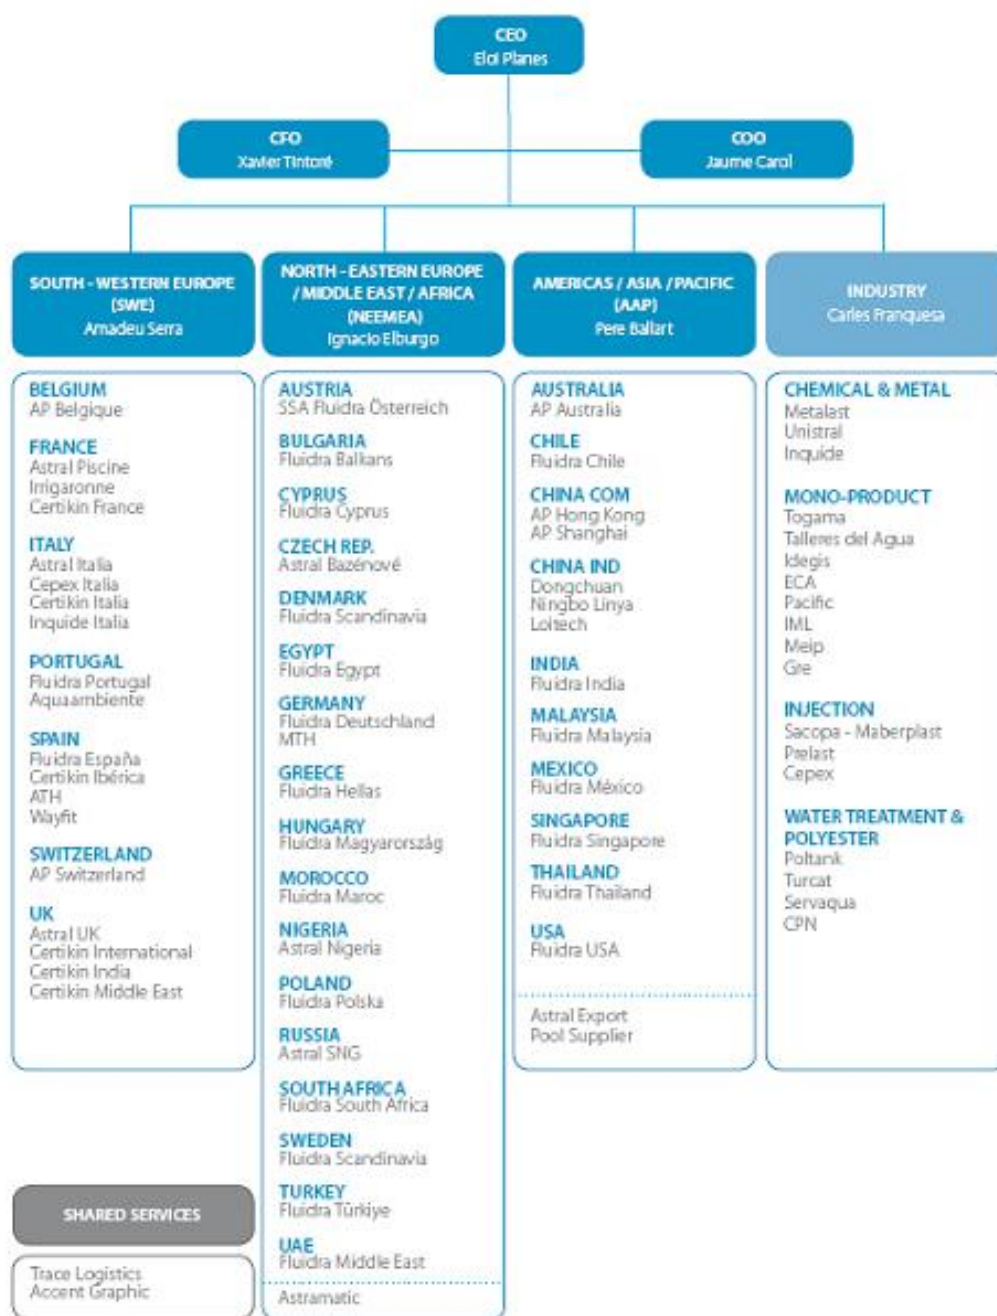 CEO
Eloi Planes
CFO
Xavier Tintoré
COO
Jaume Carol
SOUTH - WESTERN EUROPE
(SWE)
Amadeu Serra
NORTH - EASTERN EUROPE
/ MIDDLE EAST / AFRICA
(NEEMEA)
Ignacio Elburgo
AMERICAS / ASIA / PACIFIC
(AAP)
Pere Ballart
INDUSTRY
Carles Franquesa
BELGIUM
AP Belgique
FRANCE
Astral Piscine
Irrigaronne
Certikin France
ITALY
Astral Italia
Cepex Italia
Certikin Italia
Inquide Italia
PORTUGAL
Fluidra Portugal
Aquaambiente
SPAIN
Fluidra España
Certikin Ibérica
ATH
Wayfit
SWITZERLAND
AP Switzerland
UK
Astral UK
Certikin International
Certikin India
Certikin Middle East
AUSTRIA
SSA Fluidra Österreich
BULGARIA
Fluidra Balkans
CYPRUS
Fluidra Cyprus
CZECH REP.
Astral Bazénové
DENMARK
Fluidra Scandinavia
EGYPT
Fluidra Egypt
GERMANY
Fluidra Deutschland
MTH
GREECE
Fluidra Hellas
HUNGARY
Fluidra Magyarország
MOROCCO
Fluidra Maroc
NIGERIA
Astral Nigeria
POLAND
Fluidra Polska
RUSSIA
Astral SNG
SOUTH AFRICA
Fluidra South Africa
SWEDEN
Fluidra Scandinavia
TURKEY
Fluidra Türkiye
UAE
Fluidra Middle East
Astramatic
AUSTRALIA
AP Australia
CHILE
Fluidra Chile
CHINA COM
AP Hong Kong
AP Shanghai
CHINA IND
Dongchuan
Ningbo Linya
Loitech
INDIA
Fluidra India
MALAYSIA
Fluidra Malaysia
MEXICO
Fluidra México
SINGAPORE
Fluidra Singapore
THAILAND
Fluidra Thailand
USA
Fluidra USA
Astral Export
Pool Supplier
CHEMICAL & METAL
Metalast
Unistral
Inquide
MONO-PRODUCT
Togama
Talleres del Agua
Idegis
ECA
Pacific
IML
Meip
Gre
INJECTION
Sacopa - Maberplast
Prelast
Cepex
WATER TREATMENT &
POLYESTER
Poltank
Turcat
Servaqua
CPN
SHARED SERVICES
Trace Logistics
Accent Graphic